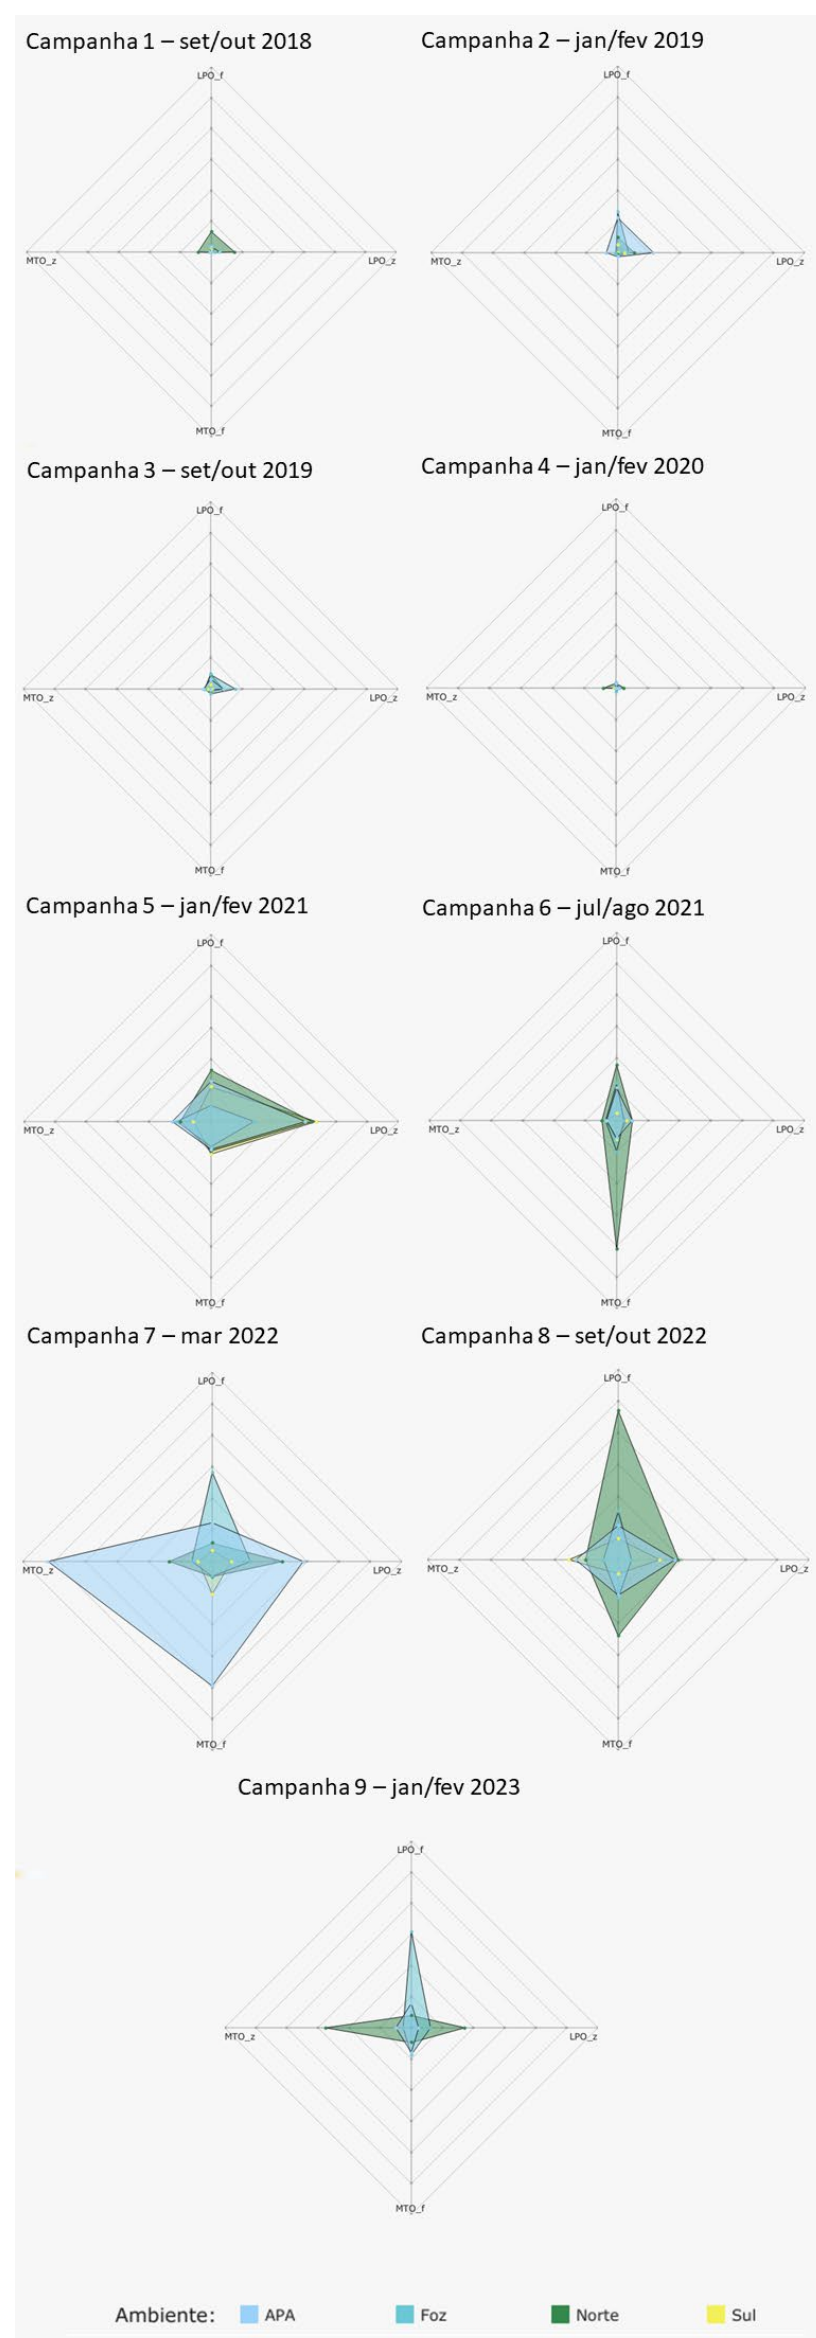 Campanha 1 – set/out 2018
Campanha 2 – jan/fev 2019
LPO_f
LPO_f
MTO_z
LPO_z
MTO_z
LPO_z
MTO_f
MTO_f
Campanha 3 – set/out 2019
Campanha 4 – jan/fev 2020
LPO_f
LPO_f
MTO_z
LPO_z
MTO_z
LPO_z
MTO_f
MTO_f
Campanha 5 – jan/fev 2021
Campanha 6 – jul/ago 2021
LPO_f
LPO_f
MTO_z
LPO_z
MTO_z
LPO_z
MTO_f
MTO_f
Campanha 7 – mar 2022
Campanha 8 – set/out 2022
LPO_f
LPO_f
MTO_z
LPO_z
MTO_z
LPO_z
MTO_f
MTO_f
Campanha 9 – jan/fev 2023
LPO_f
MTO_z
LPO_z
MTO_f
Ambiente: APA Foz Norte Sul